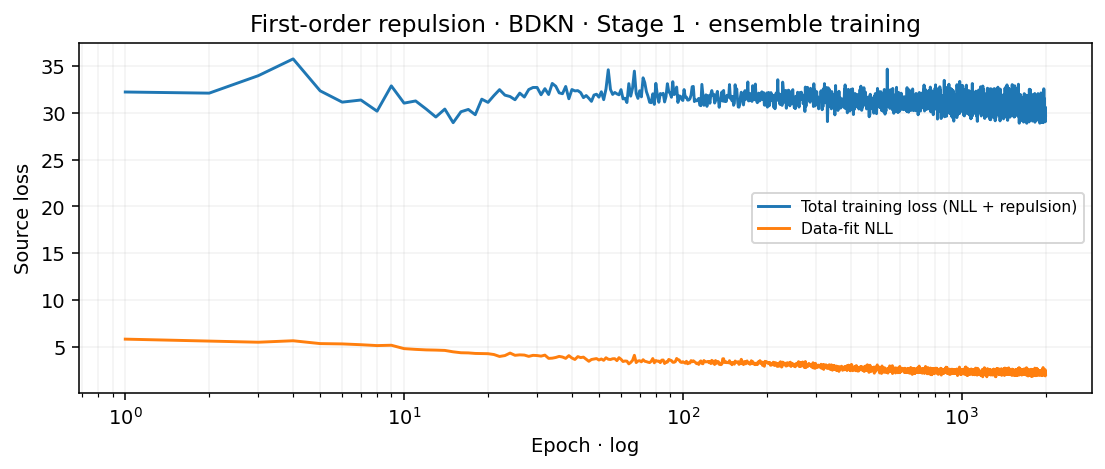 First-order repulsion · BDKN · Stage 1 · ensemble training
Source loss
35
30
25
20
15
10
5
Total training loss (NLL + repulsion)
Data-fit NLL
10⁰
10¹
10²
10³
Epoch · log